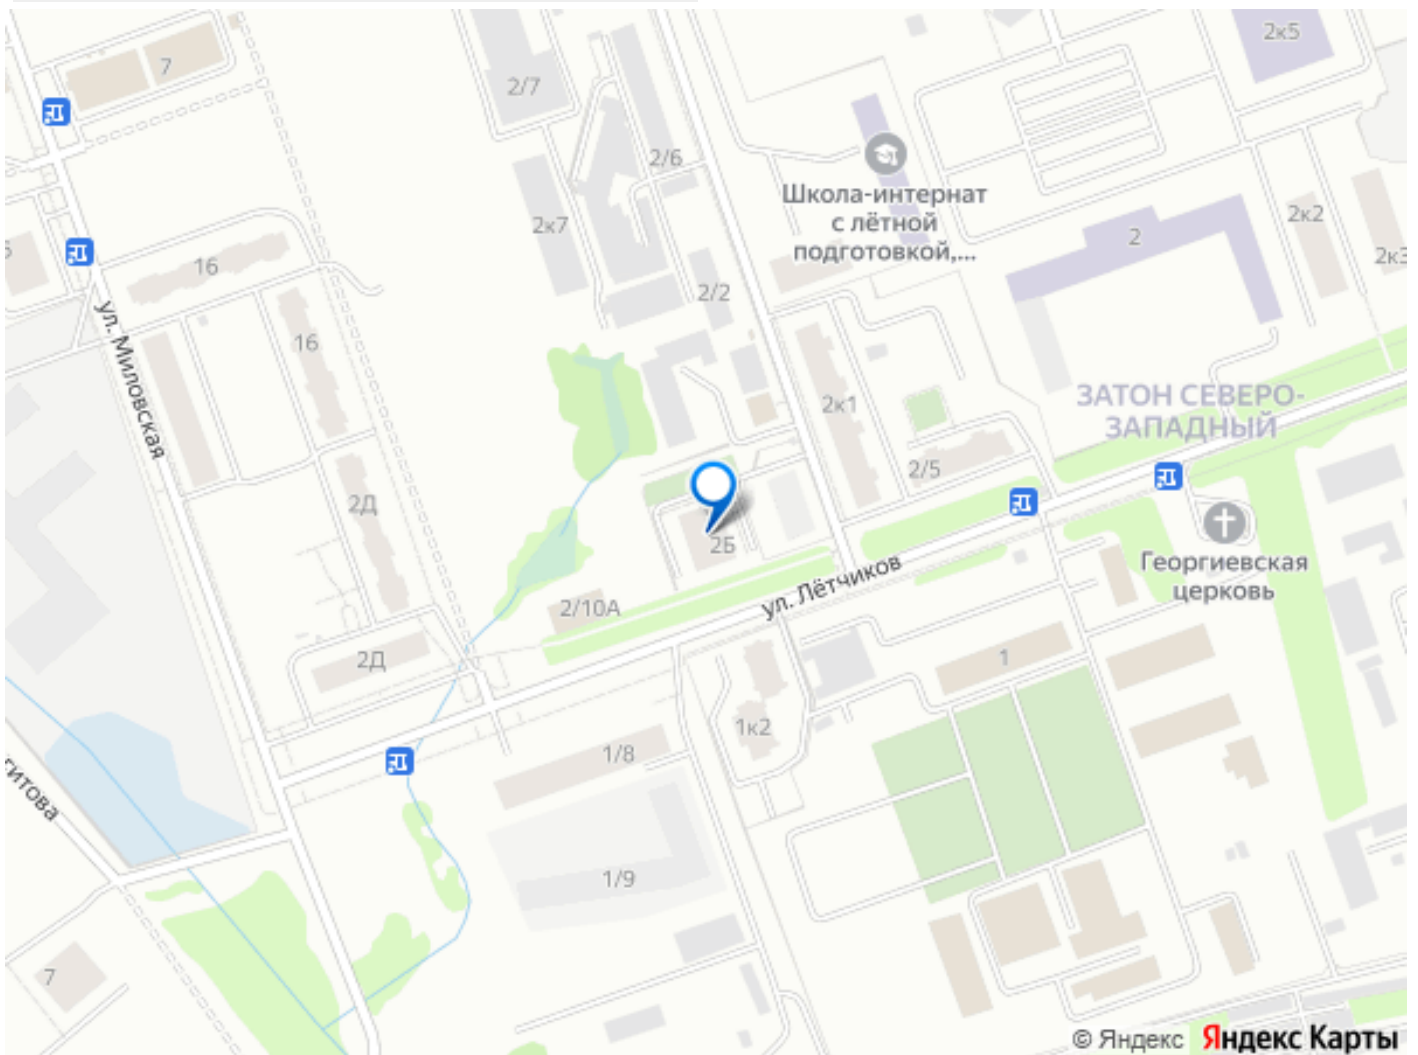 2к5
7
2/7
2/6
Школа-интернат
с лётной
подготовкой,...
2к7
2
2к2
2к3
16
2/2
ул. Миловская
16
2к1
ЗАТОН СЕВЕРО-
ЗАПАДНЫЙ
2/5
2Д
2Б
Георгиевская
церковь
ул. Лётчиков
2/10А
2Д
1
1к2
1/8
гитова
1/9
7
© Яндекс Яндекс Карты